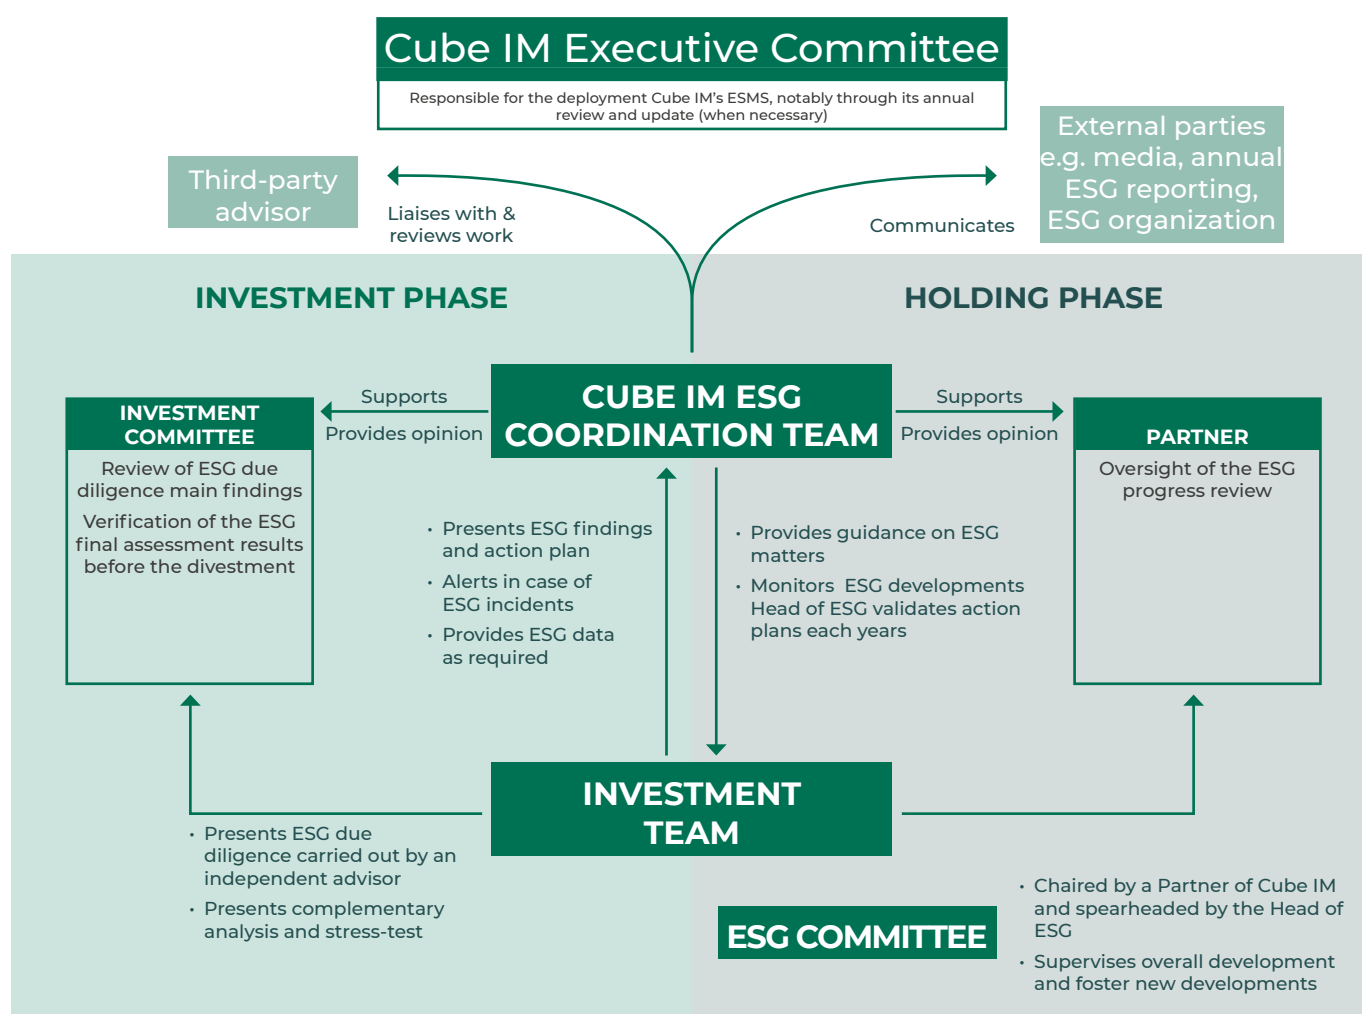 Cube IM Executive Committee
Responsible for the deployment Cube IM's ESMS, notably through its annual
review and update (when necessary)
Third-party
advisor
Liaises with &
reviews work
External parties
e.g. media, annual
ESG reporting,
ESG organization
Communicates
INVESTMENT PHASE
HOLDING PHASE
CUBE IM ESG
COORDINATION TEAM
Supports
Provides opinion
Supports
Provides opinion
INVESTMENT
COMMITTEE
Review of ESG due
diligence main findings
Verification of the ESG
final assessment results
before the divestment
PARTNER
Oversight of the ESG
progress review
• Presents ESG findings
and action plan
• Alerts in case of
ESG incidents
• Provides ESG data
as required
• Provides guidance on ESG
matters
• Monitors  ESG developments
Head of ESG validates action
plans each years
INVESTMENT
TEAM
• Presents ESG due
diligence carried out by an
independent advisor
• Presents complementary
analysis and stress-test
ESG COMMITTEE
• Chaired by a Partner of Cube IM
and spearheaded by the Head of
ESG
• Supervises overall development
and foster new developments